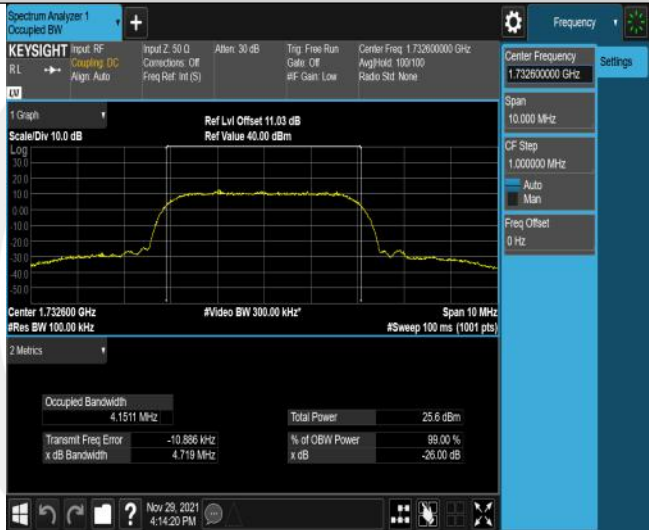 Spectrum Analyzer 1
Occupied BW
+
Frequency
KEYSIGHT
RL
Input: RF
Coupling: DC
Align: Auto
Input Z: 50 Ω
Corrections: Off
Freq Ref: Int (S)
Atten: 30 dB
Trig: Free Run
Gate: Off
#IF Gain: Low
Center Freq: 1.732600000 GHz
Avg|Hold: 100/100
Radio Std: None
LV
Center Frequency
1.732600000 GHz
Settings
Span
10.000 MHz
CF Step
1.000000 MHz
Auto
Man
Freq Offset
0 Hz
1 Graph
Scale/Div 10.0 dB
Ref Lvl Offset 11.03 dB
Ref Value 40.00 dBm
Log
30.0
20.0
10.0
0.00
-10.0
-20.0
-30.0
-40.0
-50.0
Center 1.732600 GHz
#Res BW 100.00 kHz
#Video BW 300.00 kHz*
Span 10 MHz
#Sweep 100 ms (1001 pts)
2 Metrics
Occupied Bandwidth
4.1511 MHz
Transmit Freq Error -10.886 kHz
x dB Bandwidth 4.719 MHz
Total Power 25.6 dBm
% of OBW Power 99.00 %
x dB -26.00 dB
?
Nov 29, 2021
4:14:20 PM